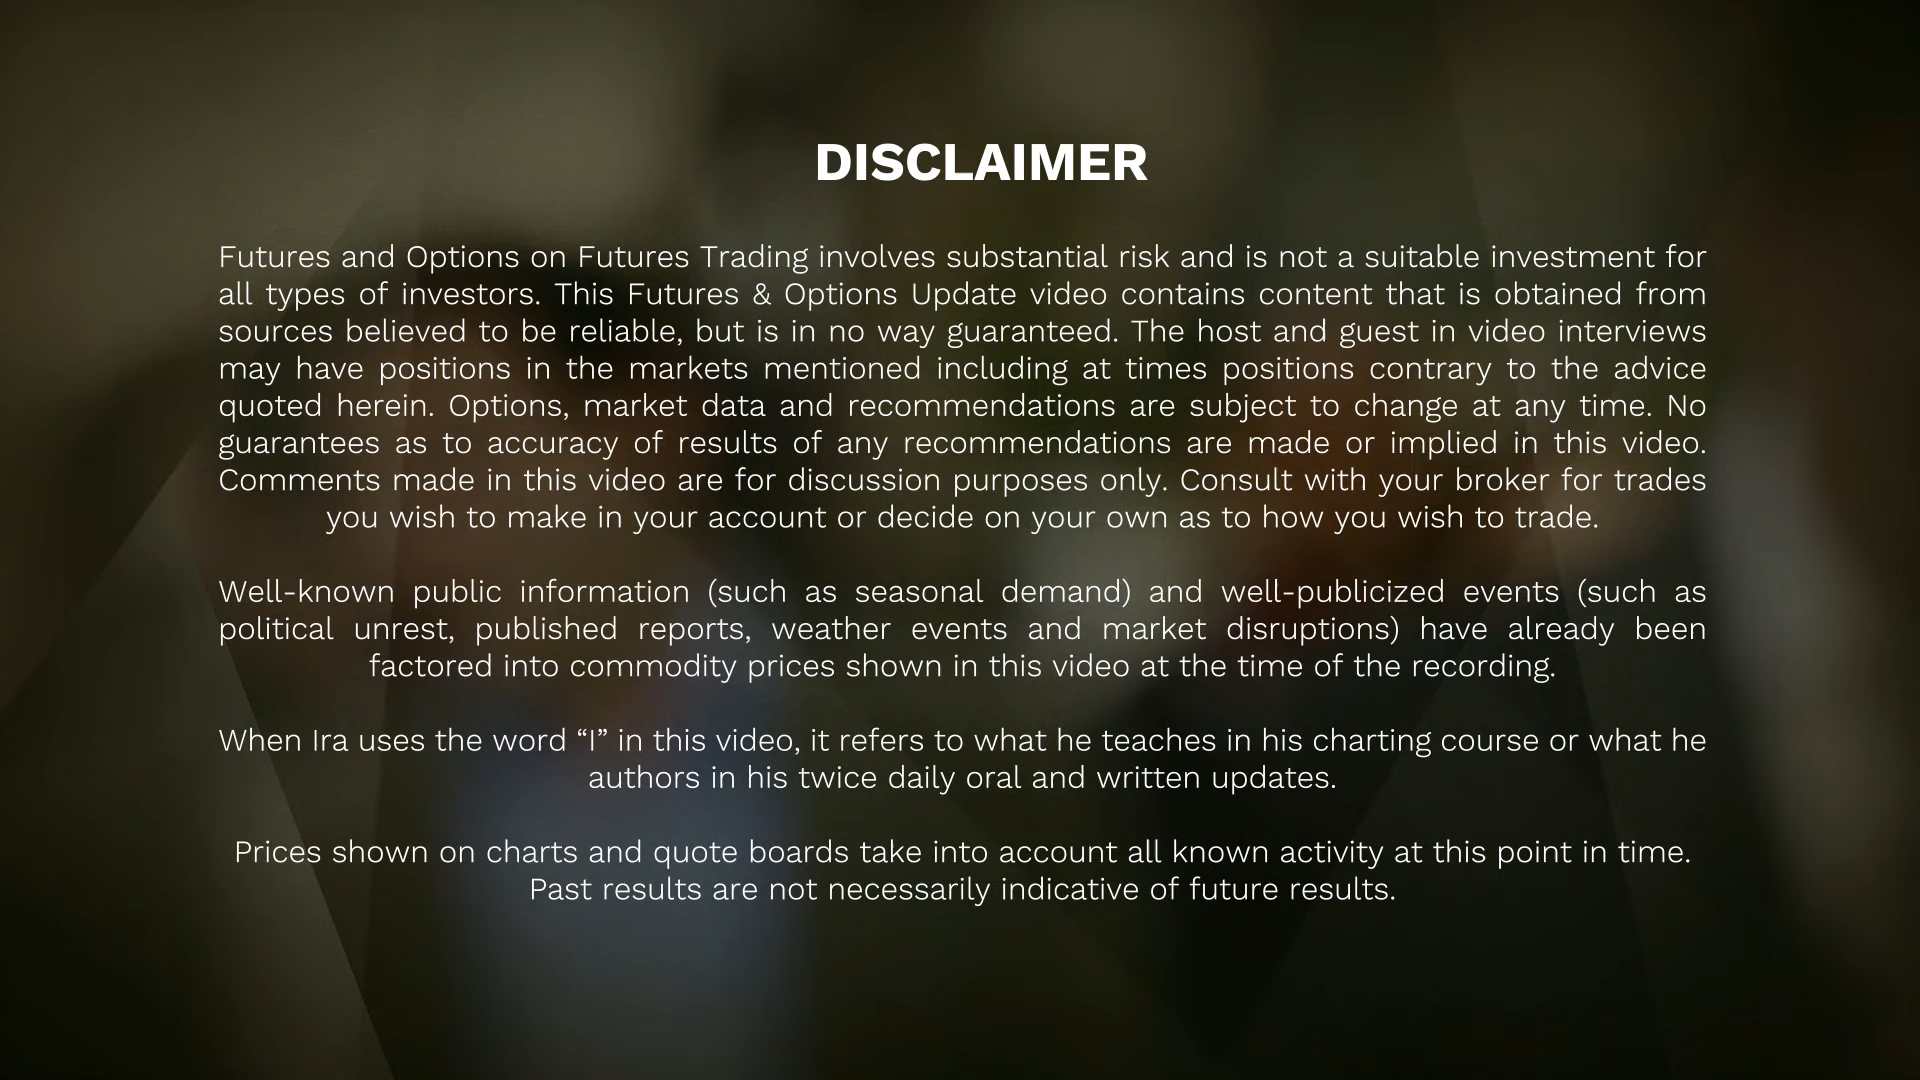 DISCLAIMER
Futures and Options on Futures Trading involves substantial risk and is not a suitable investment for
all types of investors. This Futures & Options Update video contains content that is obtained from
sources believed to be reliable, but is in no way guaranteed. The host and guest in video interviews
may have positions in the markets mentioned including at times positions contrary to the advice
quoted herein. Options, market data and recommendations are subject to change at any time. No
guarantees as to accuracy of results of any recommendations are made or implied in this video.
Comments made in this video are for discussion purposes only. Consult with your broker for trades
you wish to make in your account or decide on your own as to how you wish to trade.
Well-known public information (such as seasonal demand) and well-publicized events (such as
political unrest, published reports, weather events and market disruptions) have already been
factored into commodity prices shown in this video at the time of the recording.
When Ira uses the word “I” in this video, it refers to what he teaches in his charting course or what he
authors in his twice daily oral and written updates.
Prices shown on charts and quote boards take into account all known activity at this point in time.
Past results are not necessarily indicative of future results.